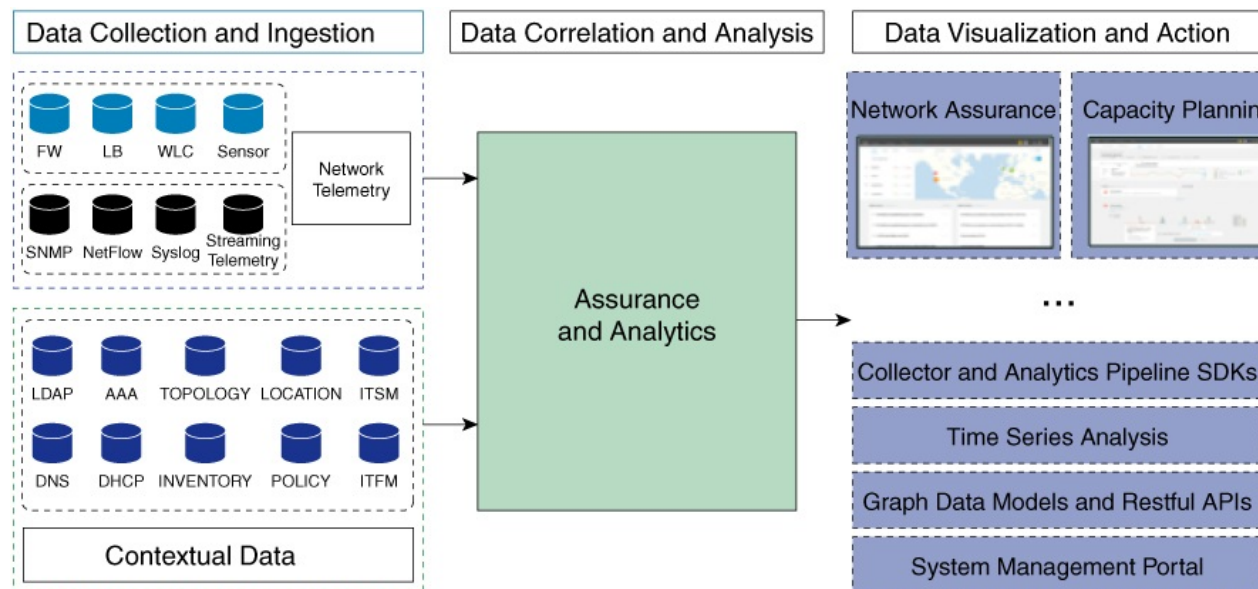 Data Collection and Ingestion
Data Correlation and Analysis
Data Visualization and Action
FW
LB
WLC
Sensor
Network
Telemetry
SNMP
NetFlow
Syslog
Streaming
Telemetry
LDAP
AAA
TOPOLOGY
LOCATION
ITSM
DNS
DHCP
INVENTORY
POLICY
ITFM
Contextual Data
Assurance
and Analytics
Network Assurance
Capacity Plannin
...
Collector and Analytics Pipeline SDKs
Time Series Analysis
Graph Data Models and Restful APIs
System Management Portal